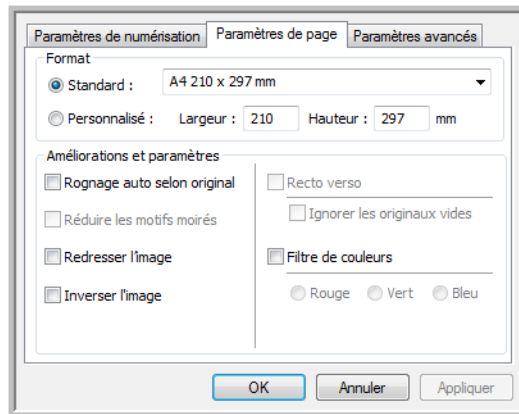 Paramètres de numérisation Paramètres de page Paramètres avancés
Format
Standard : A4 210 x 297 mm
Personnalisé : Largeur : 210 Hauteur : 297 mm
Améliorations et paramètres
Rognage auto selon original
Réduire les motifs moirés
Redresser l'image
Inverser l'image
Recto verso
Ignorer les originaux vides
Filtre de couleurs
Rouge Vert Bleu
OK Annuler Appliquer